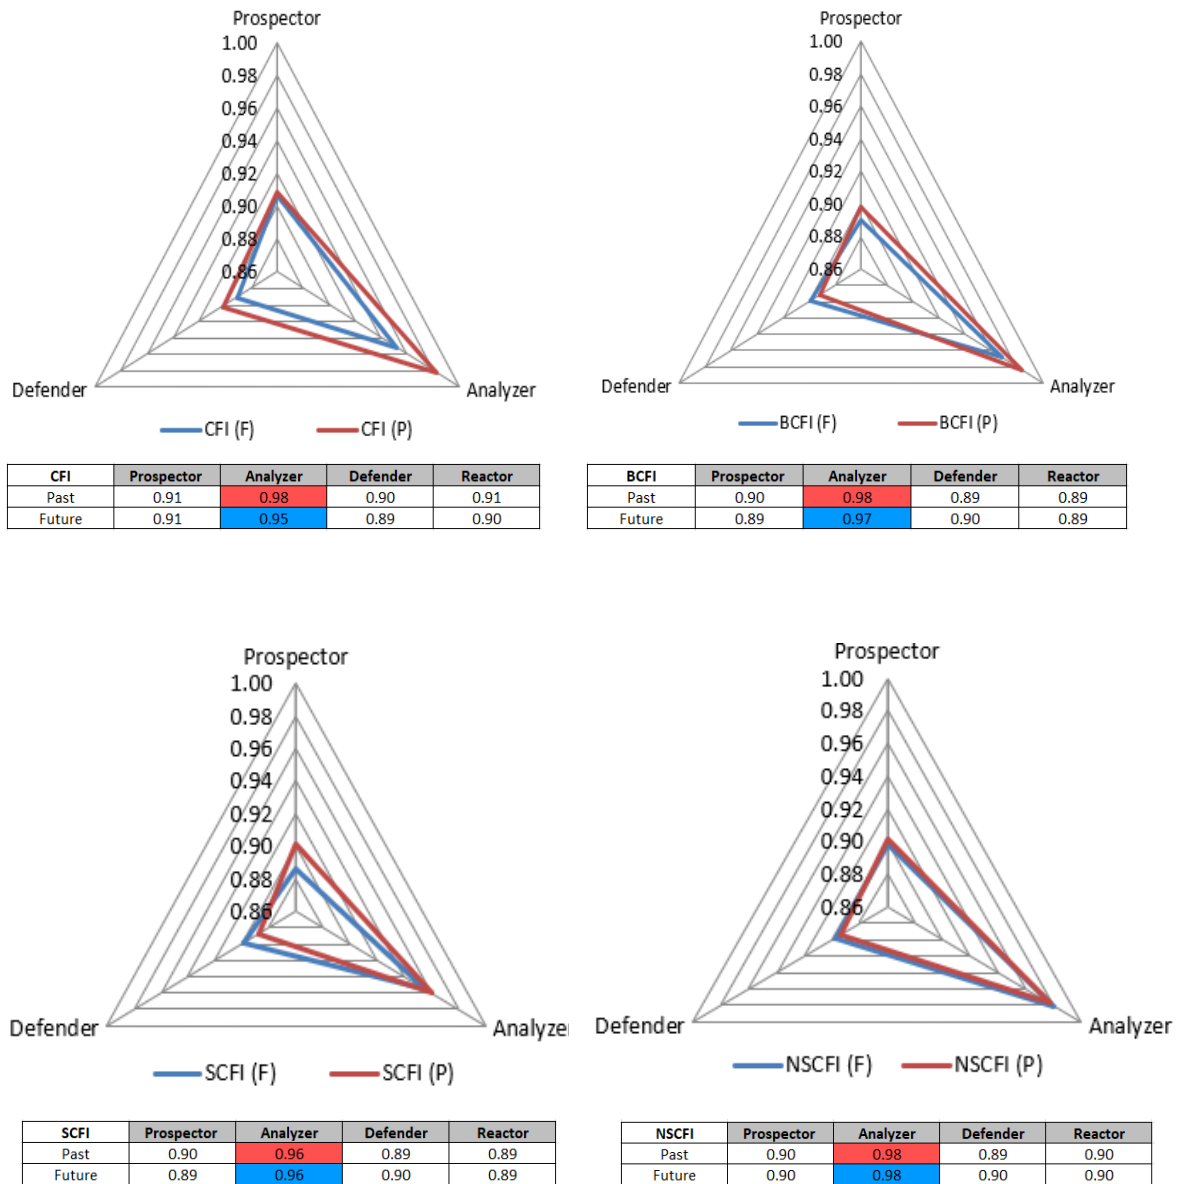 Prospector
1.00
0.98
0.96
0.94
0.92
0.90
0.88
0.86
Defender
Analyzer
CFI (F) CFI (P)
CFI Prospector Analyzer Defender Reactor
Past 0.91 0.98 0.90 0.91
Future 0.91 0.95 0.89 0.90
Prospector
1.00
0.98
0.96
0.94
0.92
0.90
0.88
0.86
Defender
Analyzer
BCFI (F) BCFI (P)
BCFI Prospector Analyzer Defender Reactor
Past 0.90 0.98 0.89 0.89
Future 0.89 0.97 0.90 0.89
Prospector
1.00
0.98
0.96
0.94
0.92
0.90
0.88
0.86
Defender
Analyze
SCFI (F) SCFI (P)
SCFI Prospector Analyzer Defender Reactor
Past 0.90 0.96 0.89 0.89
Future 0.89 0.96 0.90 0.89
Prospector
1.00
0.98
0.96
0.94
0.92
0.90
0.88
0.86
Defender
Analyzer
NSCFI (F) NSCFI (P)
NSCFI Prospector Analyzer Defender Reactor
Past 0.90 0.98 0.89 0.90
Future 0.90 0.98 0.90 0.90